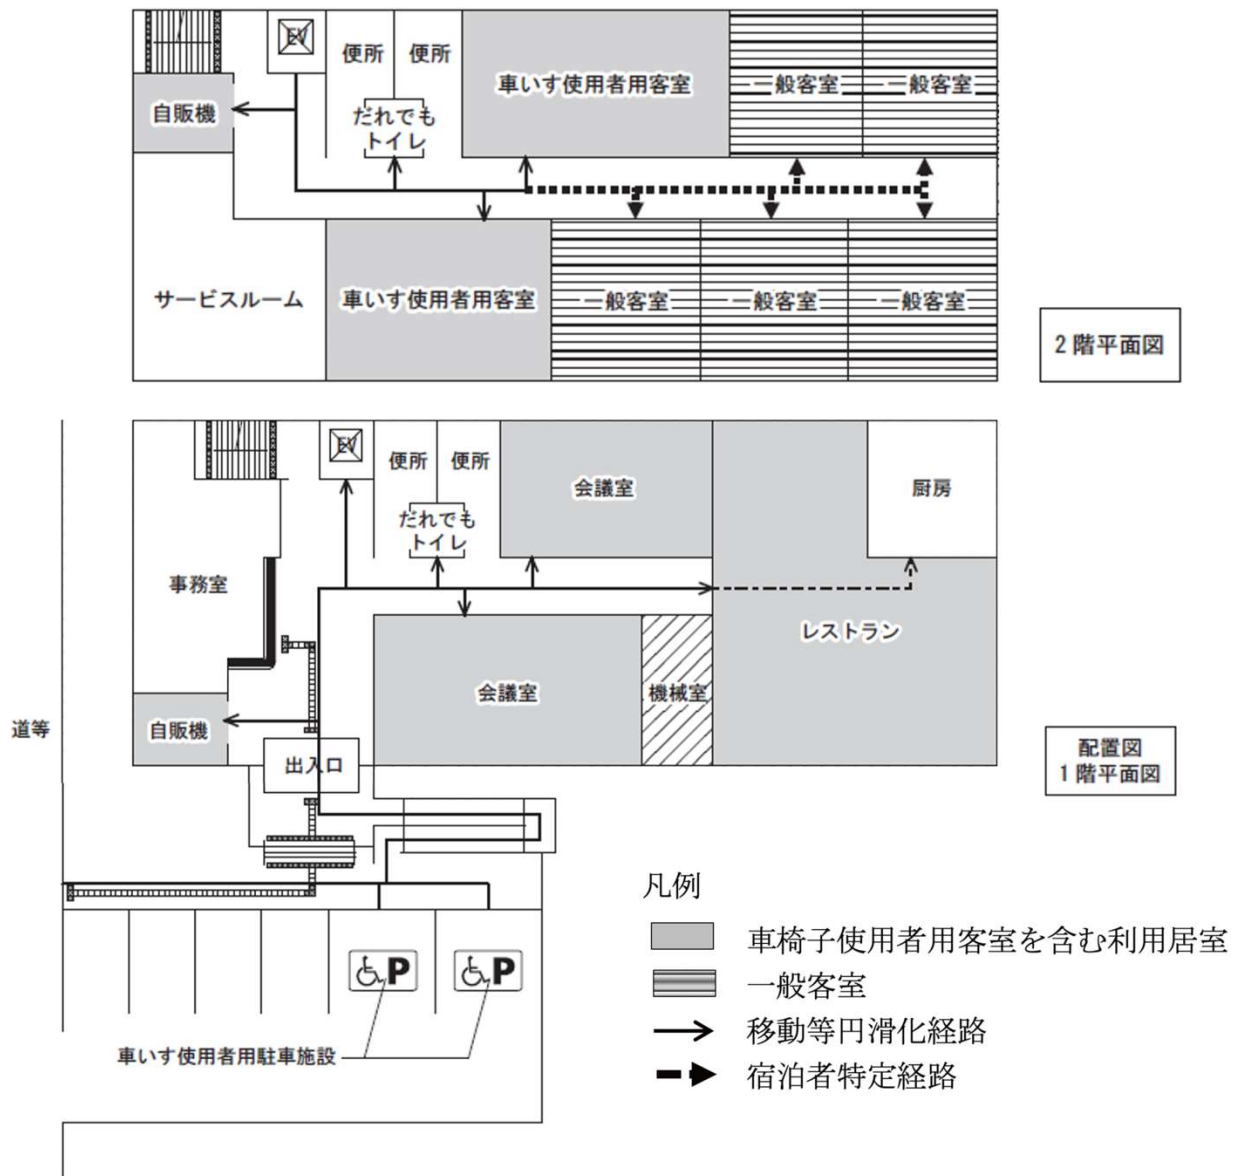 EV
便所
便所
車いす使用者用客室
一般客室
一般客室
自販機
だれでも
トイレ
サービスルーム
車いす使用者用客室
一般客室
一般客室
一般客室
2階平面図
EV
便所
便所
会議室
厨房
だれでも
トイレ
事務室
レストラン
会議室
機械室
自販機
道等
出入口
配置図
1階平面図
凡例
車椅子使用者用客室を含む利用居室
一般客室
移動等円滑化経路
宿泊者特定経路
P
P
車いす使用者用駐車施設